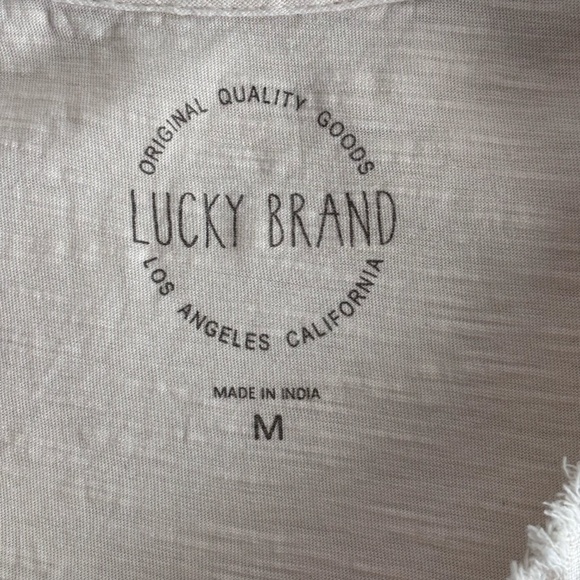 ORIGINAL QUALITY GOODS
LUCKY BRAND
LOS ANGELES CALIFORNIA
MADE IN INDIA
M